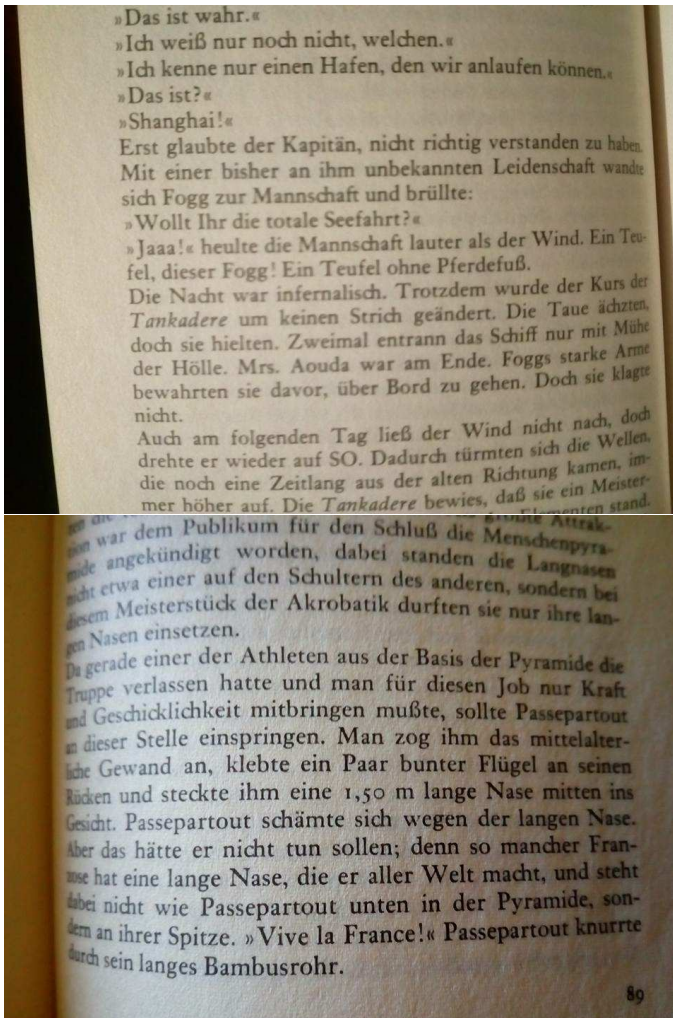 »Das ist wahr.«
»Ich weiß nur noch nicht, welchen.«
»Ich kenne nur einen Hafen, den wir anlaufen können.«
»Das ist?«
»Shanghai!«
Erst glaubte der Kapitän, nicht richtig verstanden zu haben.
Mit einer bisher an ihm unbekannten Leidenschaft wandte
sich Fogg zur Mannschaft und brüllte:
»Wollt Ihr die totale Seefahrt?«
»Jaaa!« heulte die Mannschaft lauter als der Wind. Ein Teu-
fel, dieser Fogg! Ein Teufel ohne Pferdefuß.
Die Nacht war infernalisch. Trotzdem wurde der Kurs der
Tankadere um keinen Strich geändert. Die Taue ächzten,
doch sie hielten. Zweimal entrann das Schiff nur mit Mühe
der Hölle. Mrs. Aouda war am Ende. Foggs starke Arme
bewahrten sie davor, über Bord zu gehen. Doch sie klagte
nicht.
Auch am folgenden Tag ließ der Wind nicht nach, doch
drehte er wieder auf SO. Dadurch türmten sich die Wellen,
die noch eine Zeitlang aus der alten Richtung kamen, im-
mer höher auf. Die Tankadere bewies, daß sie ein Meister-
Elementen stand.
größte Attrak-
tion war dem Publikum für den Schluß die Menschenpyra-
mide angekündigt worden, dabei standen die Langnasen
nicht etwa einer auf den Schultern des anderen, sondern bei
diesem Meisterstück der Akrobatik durften sie nur ihre lan-
gen Nasen einsetzen.
Da gerade einer der Athleten aus der Basis der Pyramide die
Truppe verlassen hatte und man für diesen Job nur Kraft
und Geschicklichkeit mitbringen mußte, sollte Passepartout
an dieser Stelle einspringen. Man zog ihm das mittelalter-
liche Gewand an, klebte ein Paar bunter Flügel an seinen
Rücken und steckte ihm eine 1,50 m lange Nase mitten ins
Gesicht. Passepartout schämte sich wegen der langen Nase.
Aber das hätte er nicht tun sollen; denn so mancher Fran-
zose hat eine lange Nase, die er aller Welt macht, und steht
dabei nicht wie Passepartout unten in der Pyramide, son-
dern an ihrer Spitze. »Vive la France!« Passepartout knurrte
durch sein langes Bambusrohr.
89